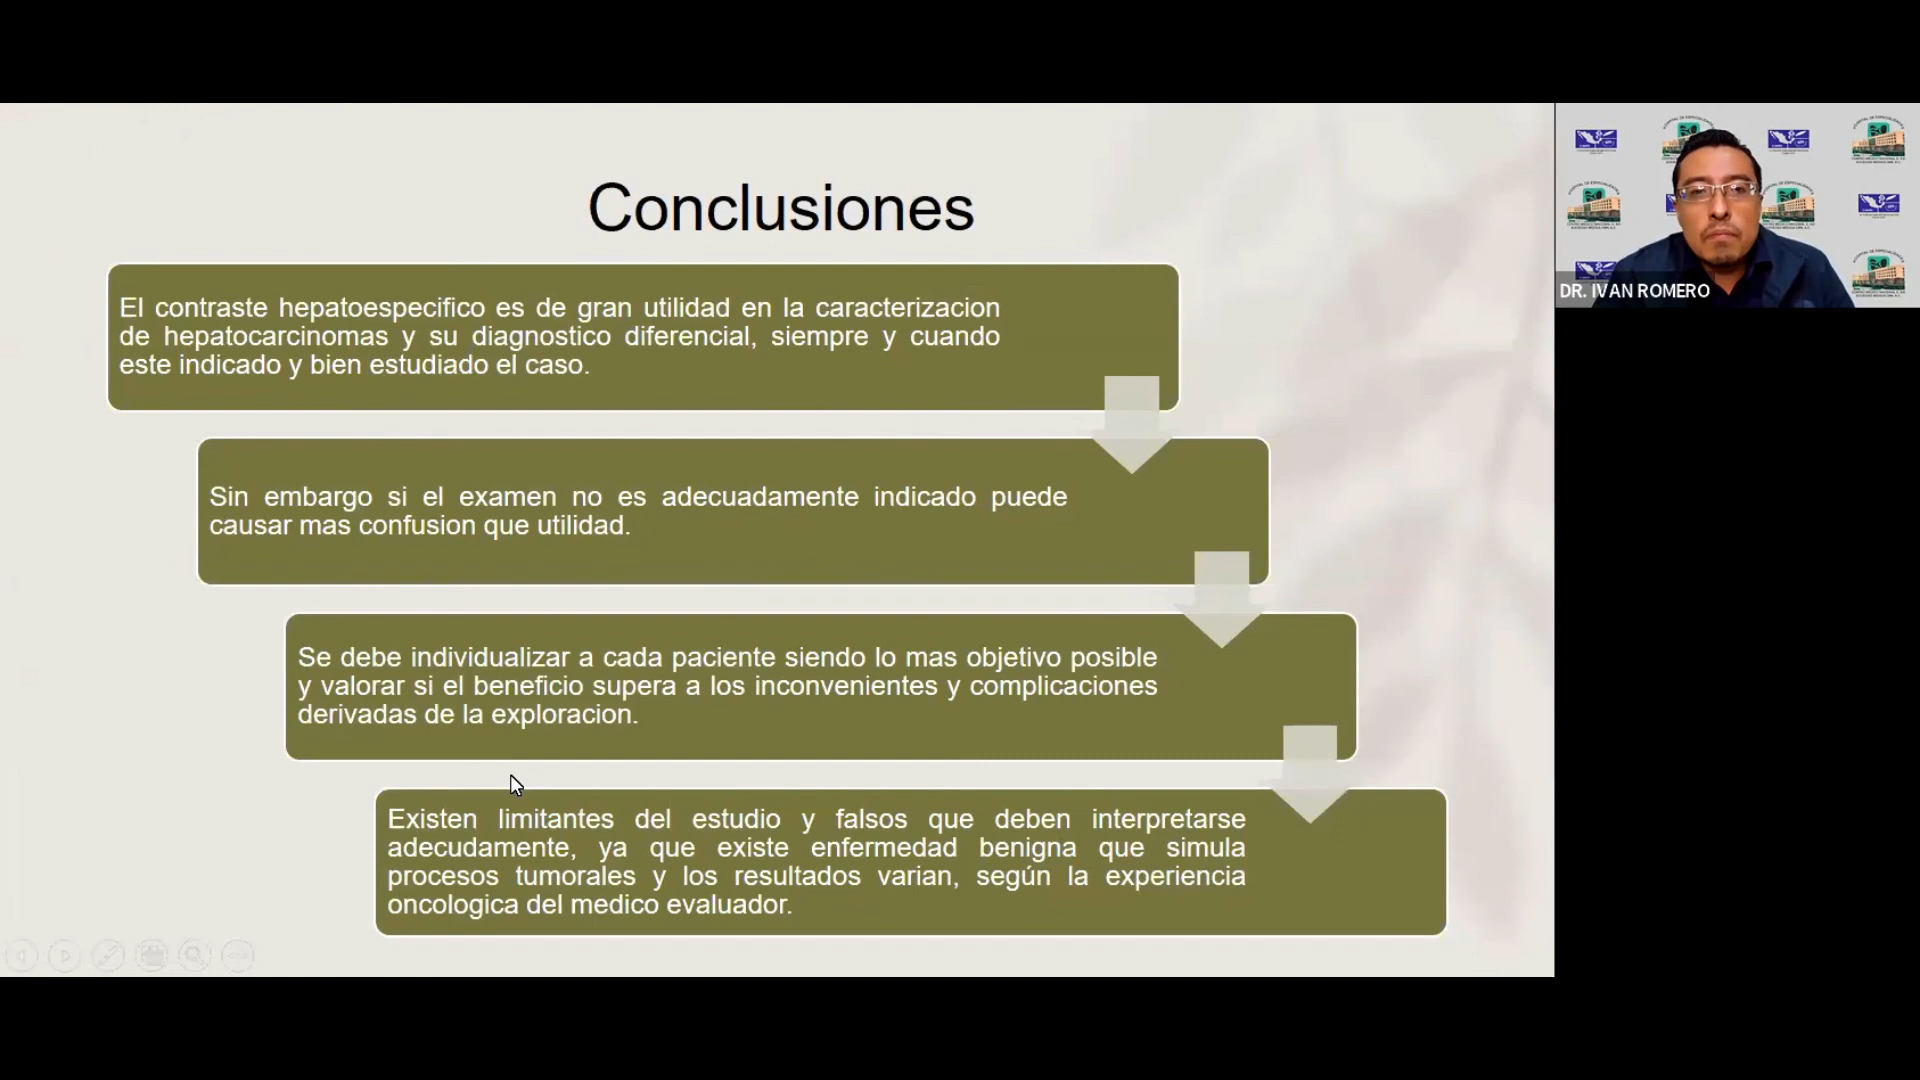 Conclusiones
El contraste hepatoespecifico es de gran utilidad en la caracterizacion
de hepatocarcinomas y su diagnostico diferencial, siempre y cuando
este indicado y bien estudiado el caso.
Sin embargo si el examen no es adecuadamente indicado puede
causar mas confusion que utilidad.
Se debe individualizar a cada paciente siendo lo mas objetivo posible
y valorar si el beneficio supera a los inconvenientes y complicaciones
derivadas de la exploracion.
Existen limitantes del estudio y falsos que deben interpretarse
adecudamente, ya que existe enfermedad benigna que simula
procesos tumorales y los resultados varian, según la experiencia
oncologica del medico evaluador.
DR. IVAN ROMERO